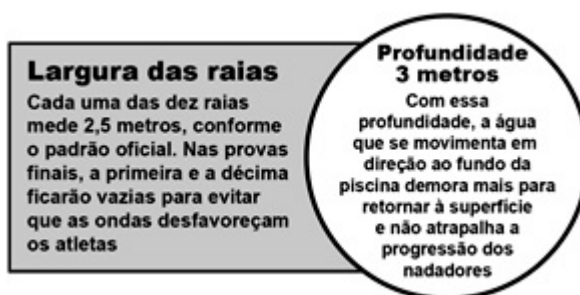 Largura das raias
Cada uma das dez raias
mede 2,5 metros, conforme
o padrão oficial. Nas provas
finais, a primeira e a décima
ficarão vazias para evitar
que as ondas desfavoreçam
os atletas
Profundidade
3 metros
Com essa
profundidade, a água
que se movimenta em
direção ao fundo da
piscina demora mais para
retornar à superfície
e não atrapalha a
progressão dos
nadadores